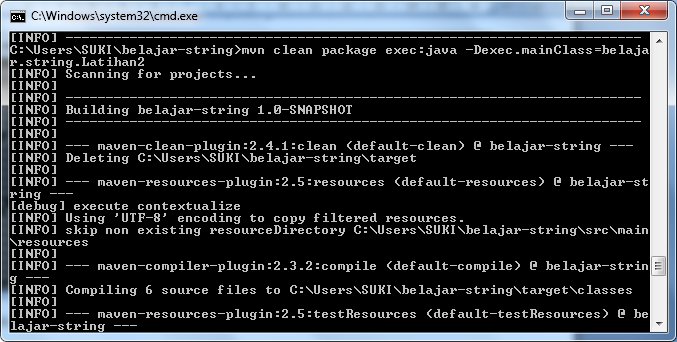 C:\Windows\system32\cmd.exe
[INFO] ------------------------------------------------------------------------
C:\Users\SUKI\belajar-string>mvn clean package exec:java -Dexec.mainClass=belaja
r.string.Latihan2
[INFO] Scanning for projects...
[INFO]
[INFO] ------------------------------------------------------------------------
[INFO] Building belajar-string 1.0-SNAPSHOT
[INFO] ------------------------------------------------------------------------
[INFO]
[INFO] --- maven-clean-plugin:2.4.1:clean (default-clean) @ belajar-string ---
[INFO] Deleting C:\Users\SUKI\belajar-string\target
[INFO]
[INFO] --- maven-resources-plugin:2.5:resources (default-resources) @ belajar-st
ring ---
[debug] execute contextualize
[INFO] Using 'UTF-8' encoding to copy filtered resources.
[INFO] skip non existing resourceDirectory C:\Users\SUKI\belajar-string\src\main
\resources
[INFO]
[INFO] --- maven-compiler-plugin:2.3.2:compile (default-compile) @ belajar-strin
g ---
[INFO] Compiling 6 source files to C:\Users\SUKI\belajar-string\target\classes
[INFO]
[INFO] --- maven-resources-plugin:2.5:testResources (default-testResources) @ be
lajar-string ---